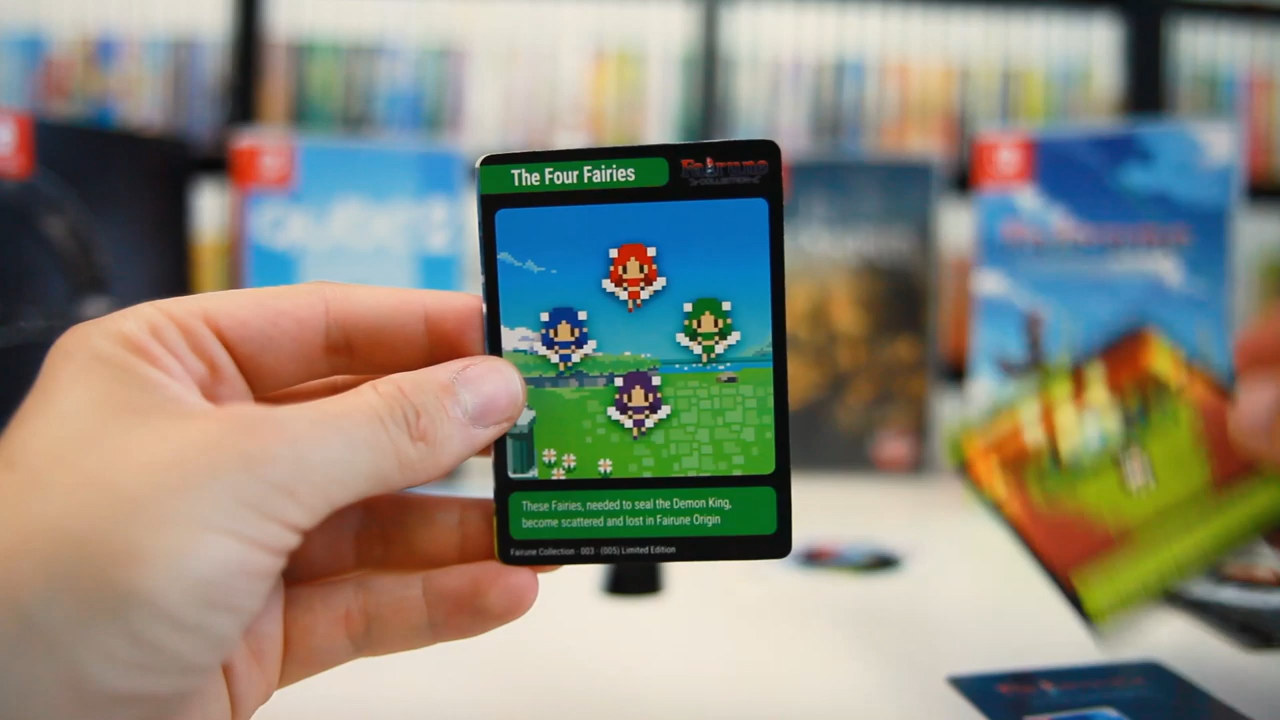 The Four Fairies
Fairune
COLLECTION
These Fairies, needed to seal the Demon King,
become scattered and lost in Fairune Origin
Fairune Collection - 003 - (005) Limited Edition